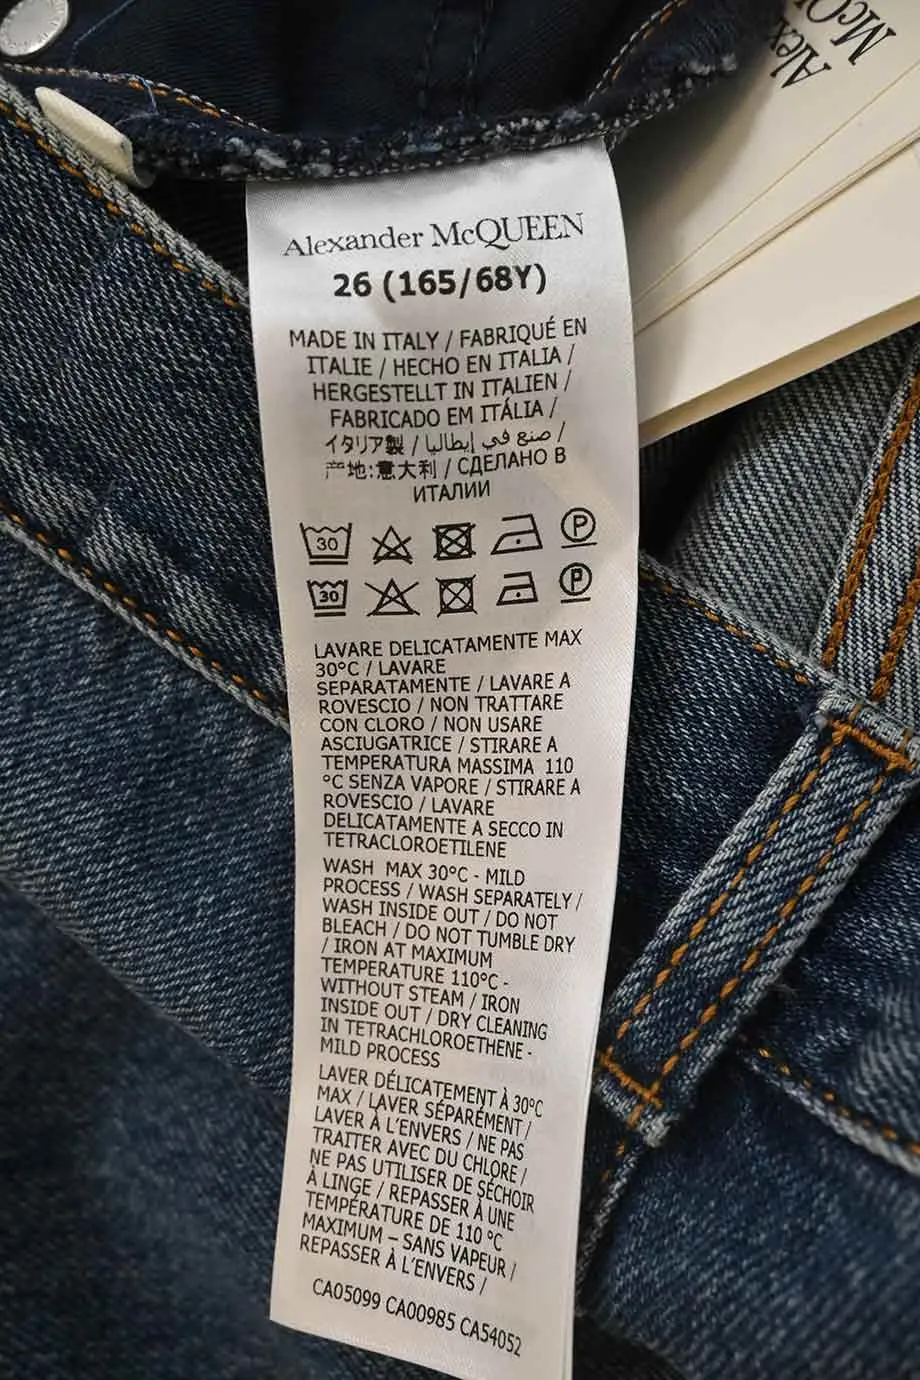 Alexander
McQU
Alexander McQUEEN
26 (165/68Y)
MADE IN ITALY / FABRIQUÉ EN
ITALIE / HECHO EN ITALIA /
HERGESTELLT IN ITALIEN /
FABRICADO EM ITÁLIA /
イタリア製 / صنع في إيطاليا /
产地:意大利 / СДЕЛАНО В
ИТАЛИИ
30 P
30 P
LAVARE DELICATAMENTE MAX
30°C / LAVARE
SEPARATAMENTE / LAVARE A
ROVESCIO / NON TRATTARE
CON CLORO / NON USARE
ASCIUGATRICE / STIRARE A
TEMPERATURA MASSIMA 110
°C SENZA VAPORE / STIRARE A
ROVESCIO / LAVARE
DELICATAMENTE A SECCO IN
TETRACLOROETILENE
WASH MAX 30°C - MILD
PROCESS / WASH SEPARATELY /
WASH INSIDE OUT / DO NOT
BLEACH / DO NOT TUMBLE DRY
/ IRON AT MAXIMUM
TEMPERATURE 110°C -
WITHOUT STEAM / IRON
INSIDE OUT / DRY CLEANING
IN TETRACHLOROETHENE -
MILD PROCESS
LAVER DÉLICATEMENT À 30°C
MAX / LAVER SÉPARÉMENT /
LAVER À L'ENVERS / NE PAS
TRAITER AVEC DU CHLORE /
NE PAS UTILISER DE SÉCHOIR
À LINGE / REPASSER À UNE
TEMPÉRATURE DE 110 °C
MAXIMUM – SANS VAPEUR /
REPASSER À L'ENVERS /
CA05099 CA00985 CA54052